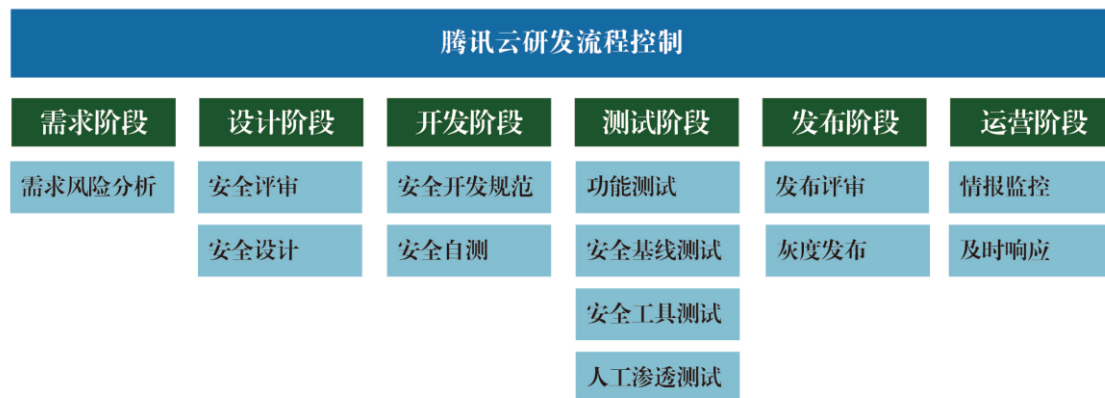 腾讯云研发流程控制
需求阶段
设计阶段
开发阶段
测试阶段
发布阶段
运营阶段
需求风险分析
安全评审
安全开发规范
功能测试
发布评审
情报监控
安全设计
安全自测
安全基线测试
灰度发布
及时响应
安全工具测试
人工渗透测试